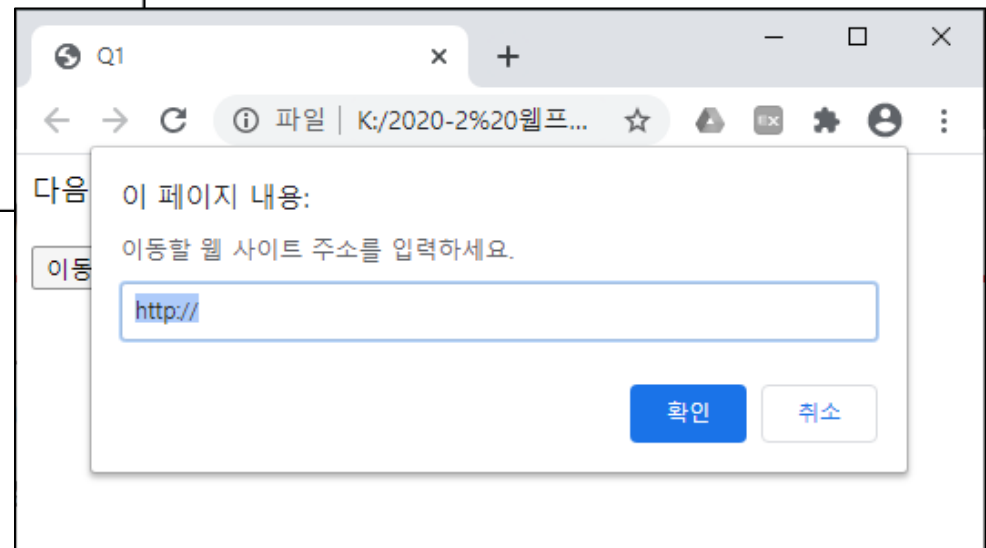 Q1
파일 | K:/2020-2%20웹프...
다음
이 페이지 내용:
이동할 웹 사이트 주소를 입력하세요.
이동
http://
확인
취소